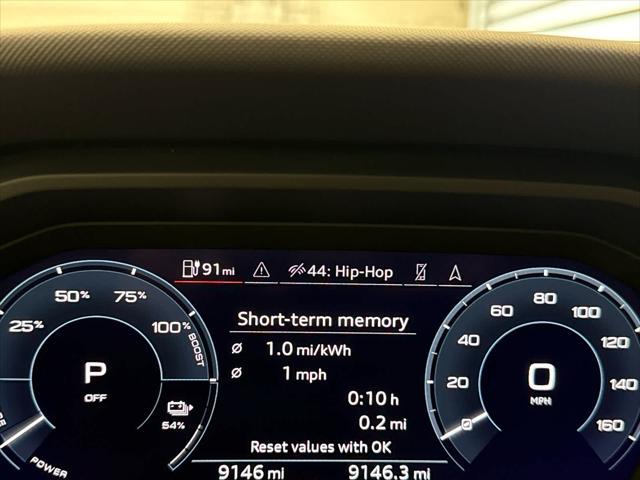 91 mi 44: Hip-Hop
50% 75%
25% 100%
BOOST
P
OFF
54%
POWER
Short-term memory
Ø 1.0 mi/kWh
Ø 1 mph
0:10 h
0.2 mi
Reset values with OK
9146 mi 9146.3 mi
80
60 100
40 120
20 140
0 160
0
MPH